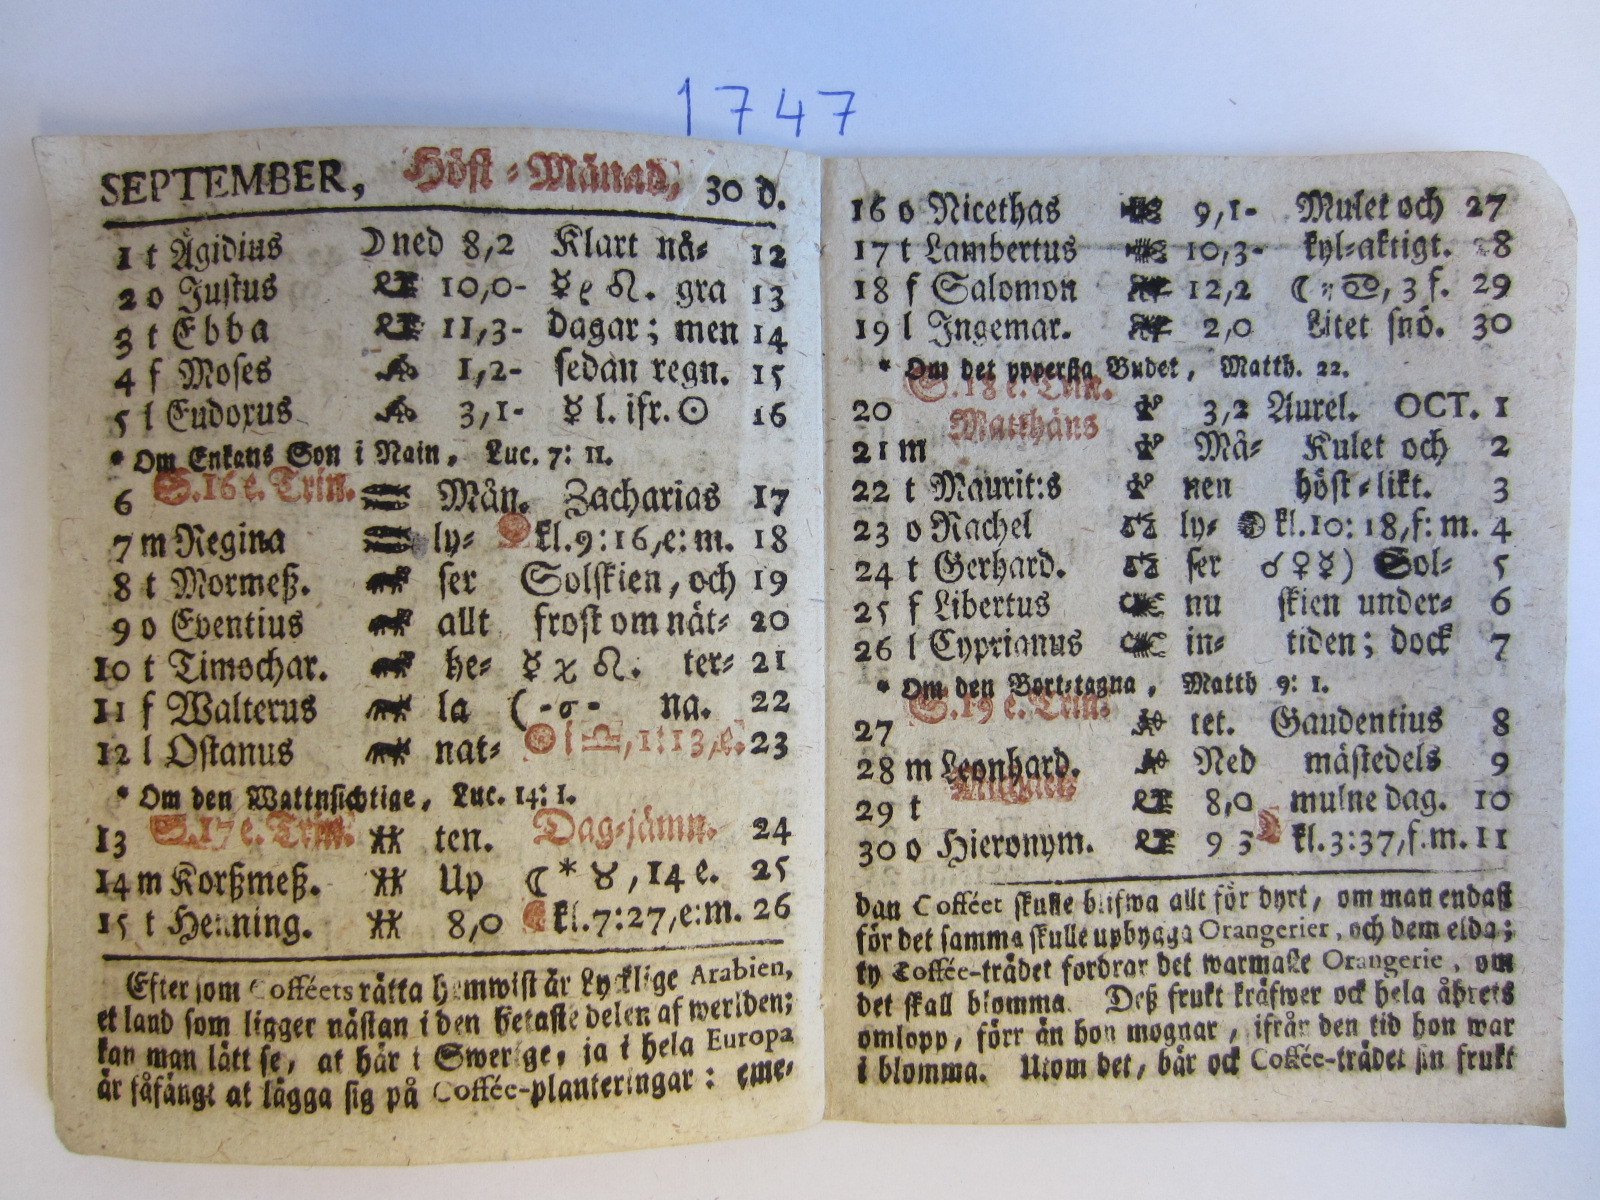 1747
SEPTEMBER, Höst-Månad, 30 d.
1 t Ägidius ☽ ned 8,2 Klart nå- 12
2 o Justus 10,0- ☿ ℓ ♌. gra 13
3 t Ebba 11,3- dagar; men 14
4 f Moses 1,2- sedan regn. 15
5 l Eudoxus 3,1- ☿ l. ifr. ☉ 16
* Om Enkans Son i Nain, Luc. 7: 11.
6 S. 16 e. Trin. Mån. Zacharias 17
7 m Regina ly- kl. 9:16, e:m. 18
8 t Mormeß. ser Solskien, och 19
9 o Eventius allt frost om nät- 20
10 t Timochar. he- ☿ χ ♌. ter- 21
11 f Walterus la ( -σ- na. 22
12 l Ostanus nat- ☉ i ♎, 1:13, e. 23
* Om den Wattnsichtige, Luc. 14: 1.
13 S. 17 e. Trin. ten. Dag-jämn. 24
14 m Korßmeß. Up ☾ * ♉, 14 e. 25
15 t Henning. 8,0 kl. 7:27, e:m. 26
Efter som Cofféets rätta hemwist är Lycklige Arabien,
et land som ligger nästan i den hetaste delen af werlden;
kan man lätt se, at här i Swerige, ja i hela Europa
är fåfängt at lägga sig på Coffée-planteringar: eme-
16 o Nicethas 9,1- Mulet och 27
17 t Lambertus 10,3- kyl-aktigt. 28
18 f Salomon 12,2 ☾ ♋, 3 f. 29
19 l Ingemar. 2,0 Litet snö. 30
* Om det yppersta Budet, Matth. 22.
20 S. 18 e. Trin. 3,2 Aurel. OCT. 1
21 m Matthäus Må- Kulet och 2
22 t Maurit:s nen höst-likt. 3
23 o Rachel ly- kl. 10:18, f:m. 4
24 t Gerhard. ser ♂ ♀ ☿ ) Sol- 5
25 f Libertus nu skien under- 6
26 l Cyprianus in- tiden; dock 7
* Om den Bort-tagna, Matth 9: 1.
27 S. 19 e. Trin. tet. Gaudentius 8
28 m Leonhard. Ned mästedels 9
29 t Michael 8,0 mulne dag. 10
30 o Hieronym. 9 3 kl. 3:37, f.m. 11
dan Cofféet skulle blifwa allt för dyrt, om man endast
för det samma skulle upbygga Orangerier, och dem elda;
ty Coffée-trädet fordrar det warmaste Orangerie, om
det skall blomma. Deß frukt kräfwer ock hela åhrets
omlopp, förr än hon mognar, ifrån den tid hon war
i blomma. Utom det, bär ock Coffée-trädet sin frukt